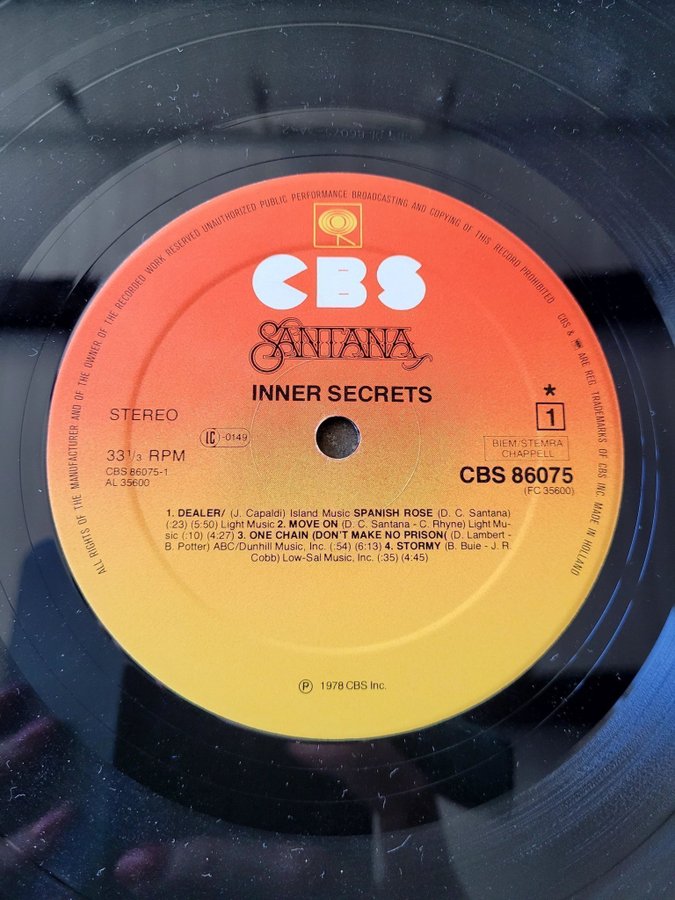 ALL RIGHTS OF THE MANUFACTURER AND OF THE OWNER OF THE RECORDED WORK RESERVED UNAUTHORIZED PUBLIC PERFORMANCE BROADCASTING AND COPYING OF THIS RECORD PROHIBITED CBS & ARE REG. TRADEMARKS OF CBS INC. MADE IN HOLLAND
CBS
SANTANA
INNER SECRETS
STEREO
*
1
LC -0149
33 1/3 RPM
BIEM/STEMRA
CHAPPELL
CBS 86075-1
CBS 86075
AL 35600
(FC 35600)
1. DEALER/ (J. Capaldi) Island Music SPANISH ROSE (D. C. Santana)
(:23) (5:50) Light Music 2. MOVE ON (D. C. Santana - C. Rhyne) Light Mu-
sic (:10) (4:27) 3. ONE CHAIN (DON'T MAKE NO PRISON( (D. Lambert -
B. Potter) ABC/Dunhill Music, Inc. (:54) (6:13) 4. STORMY (B. Buie - J. R.
Cobb) Low-Sal Music, Inc. (:35) (4:45)
Ⓟ 1978 CBS Inc.